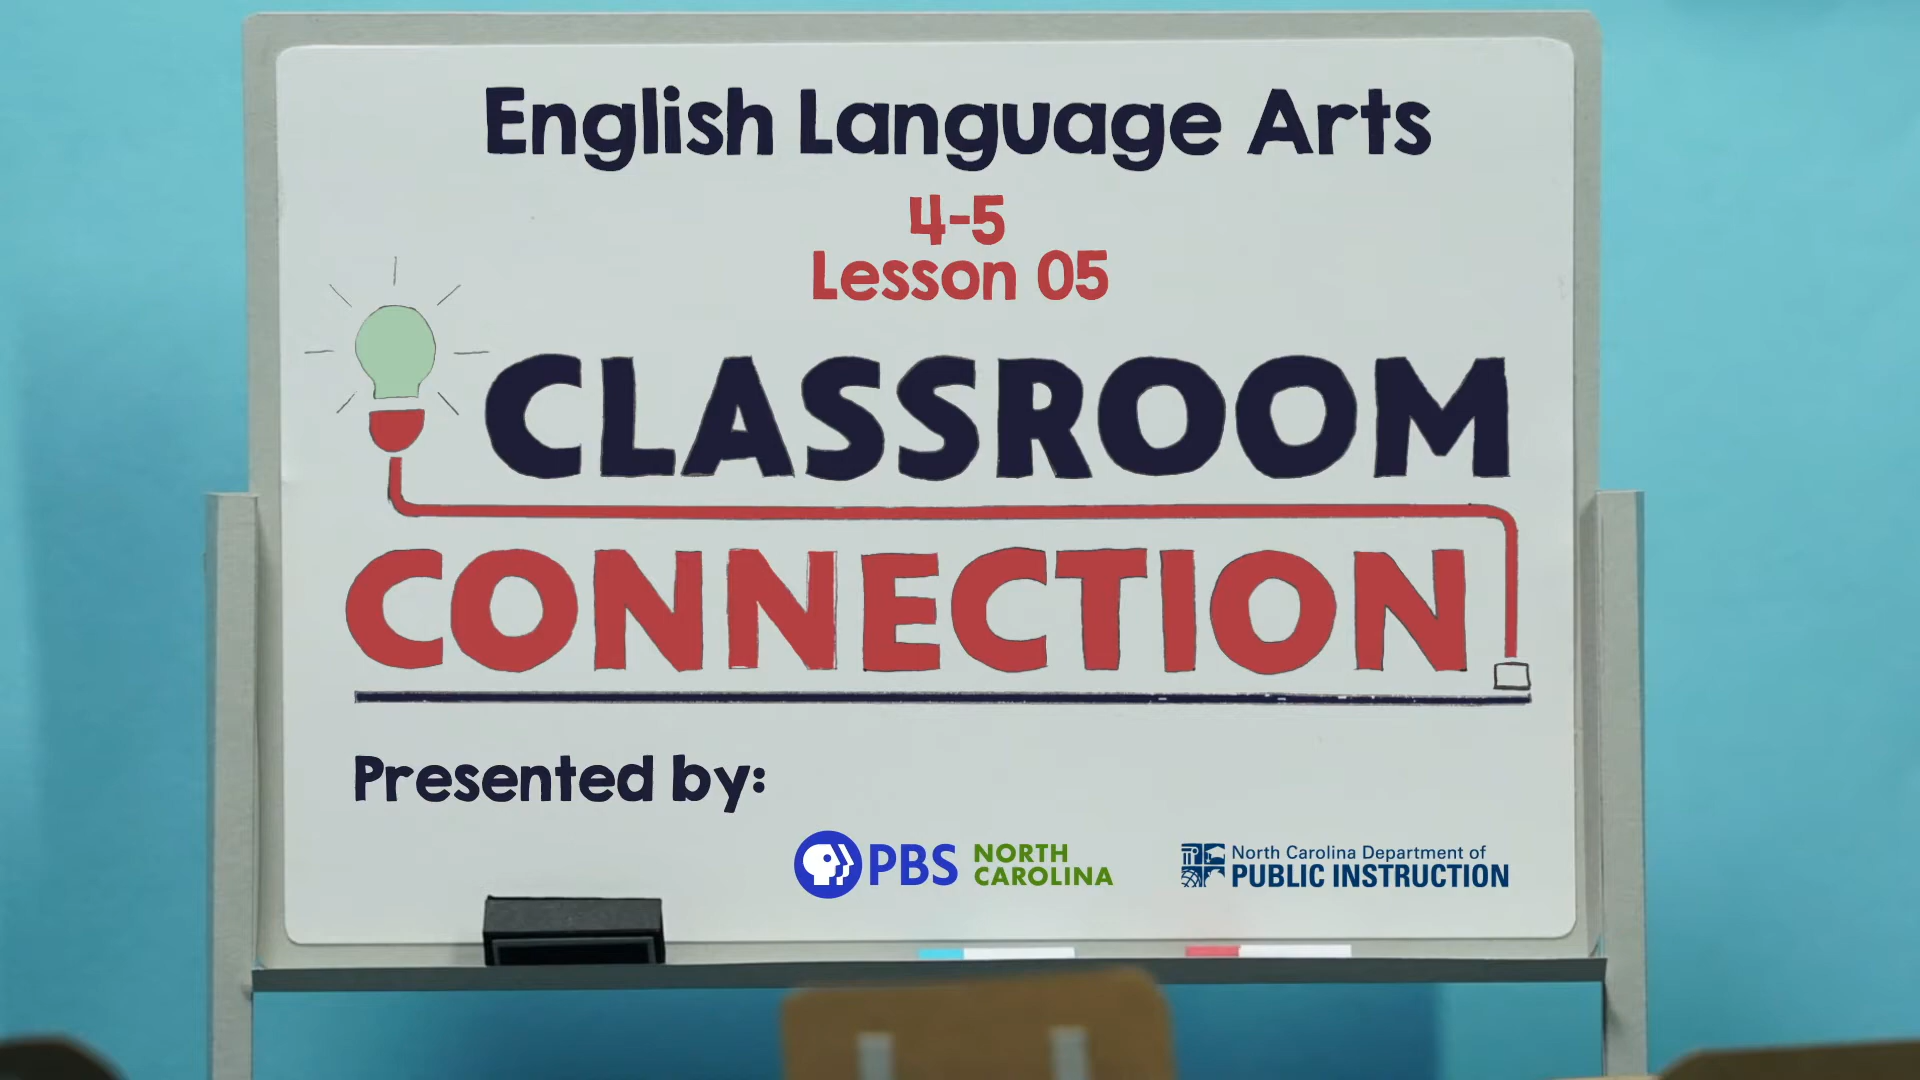 English Language Arts
4-5
Lesson 05
CLASSROOM
CONNECTION
Presented by:
PBS NORTH CAROLINA
North Carolina Department of
PUBLIC INSTRUCTION